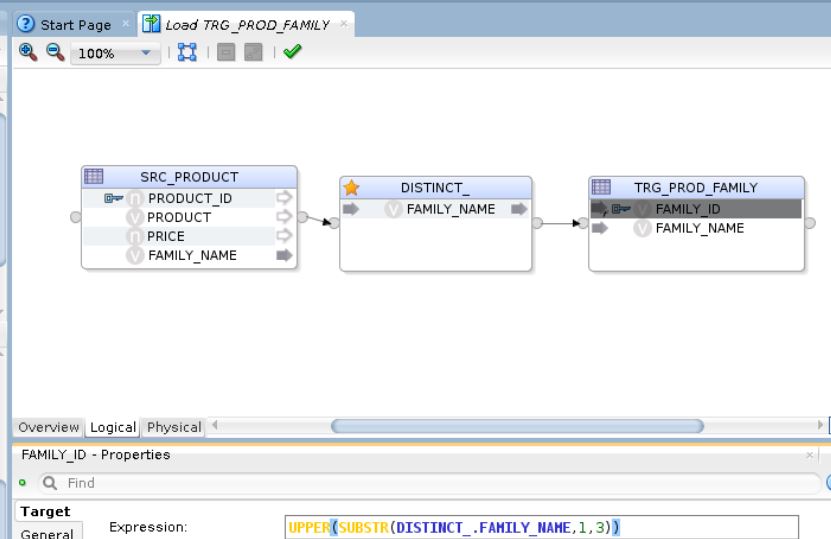 Start Page
Load TRG_PROD_FAMILY
100%
SRC_PRODUCT
PRODUCT_ID
PRODUCT
PRICE
FAMILY_NAME
DISTINCT_
FAMILY_NAME
TRG_PROD_FAMILY
FAMILY_ID
FAMILY_NAME
Overview Logical Physical
FAMILY_ID - Properties
Find
Target
General
Expression: UPPER(SUBSTR(DISTINCT_.FAMILY_NAME,1,3))